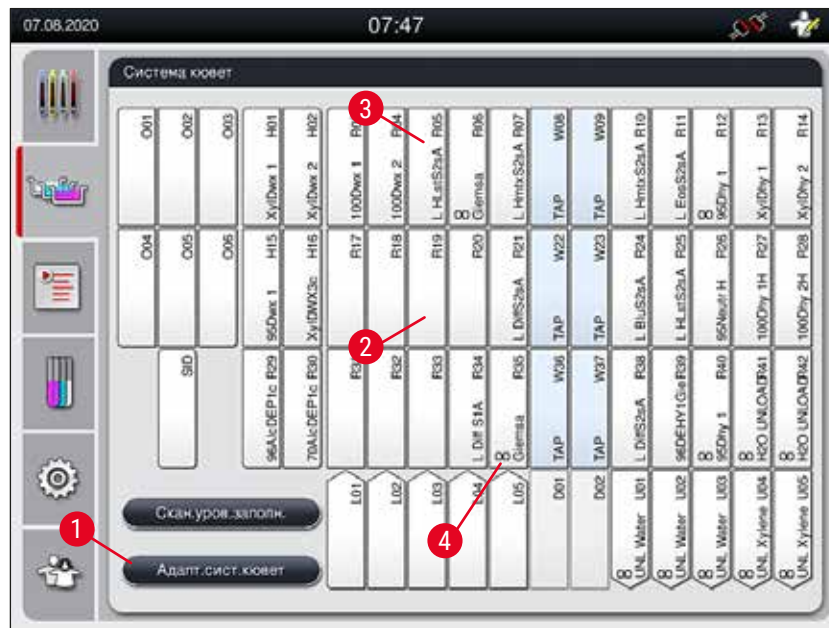 07.08.2020 07:47
Система кювет
O01 O02 O03 H01 H02 R04 R05 R06 R07 W08 W09 R10 R11 R12 R13 R14
XylDwx 1 XylDwx 2 100Dwx 1 100Dwx 2 L HLstS2sA ∞ Giemsa L HmtxS2sA TAP TAP L HmtxS2sA L EosS2sA ∞ 95Dhy 1 XylDhy 1 XylDhy 2
3
O04 O05 O06 H15 H16 R17 R18 R19 R20 R21 W22 W23 R24 R25 R26 R27 R28
95Dwx 1 XylDWX3c L DiffS2sA TAP TAP L BluS2sA L HLstS2sA 95Neutr H 100Dhy 1H 100Dhy 2H
2
SID R29 R30 R32 R33 R34 R35 W36 W37 R38 R39 R40 R41 R42
96AlcDEP1c 70AlcDEP1c L Diff S1A ∞ Giemsa TAP TAP L DiffS2sA 96DEHY1Gie ∞ 95Dhy 1 ∞ H2O UNLOAD ∞ H2O UNLOAD
L01 L02 L03 L04 L05 D01 D02 U01 U02 U03 U04 U05
∞ UNL Water ∞ UNL Water ∞ UNL Water ∞ UNL Xylene ∞ UNL Xylene
4
Скан.уров.заполн.
1
Адапт.сист.кювет